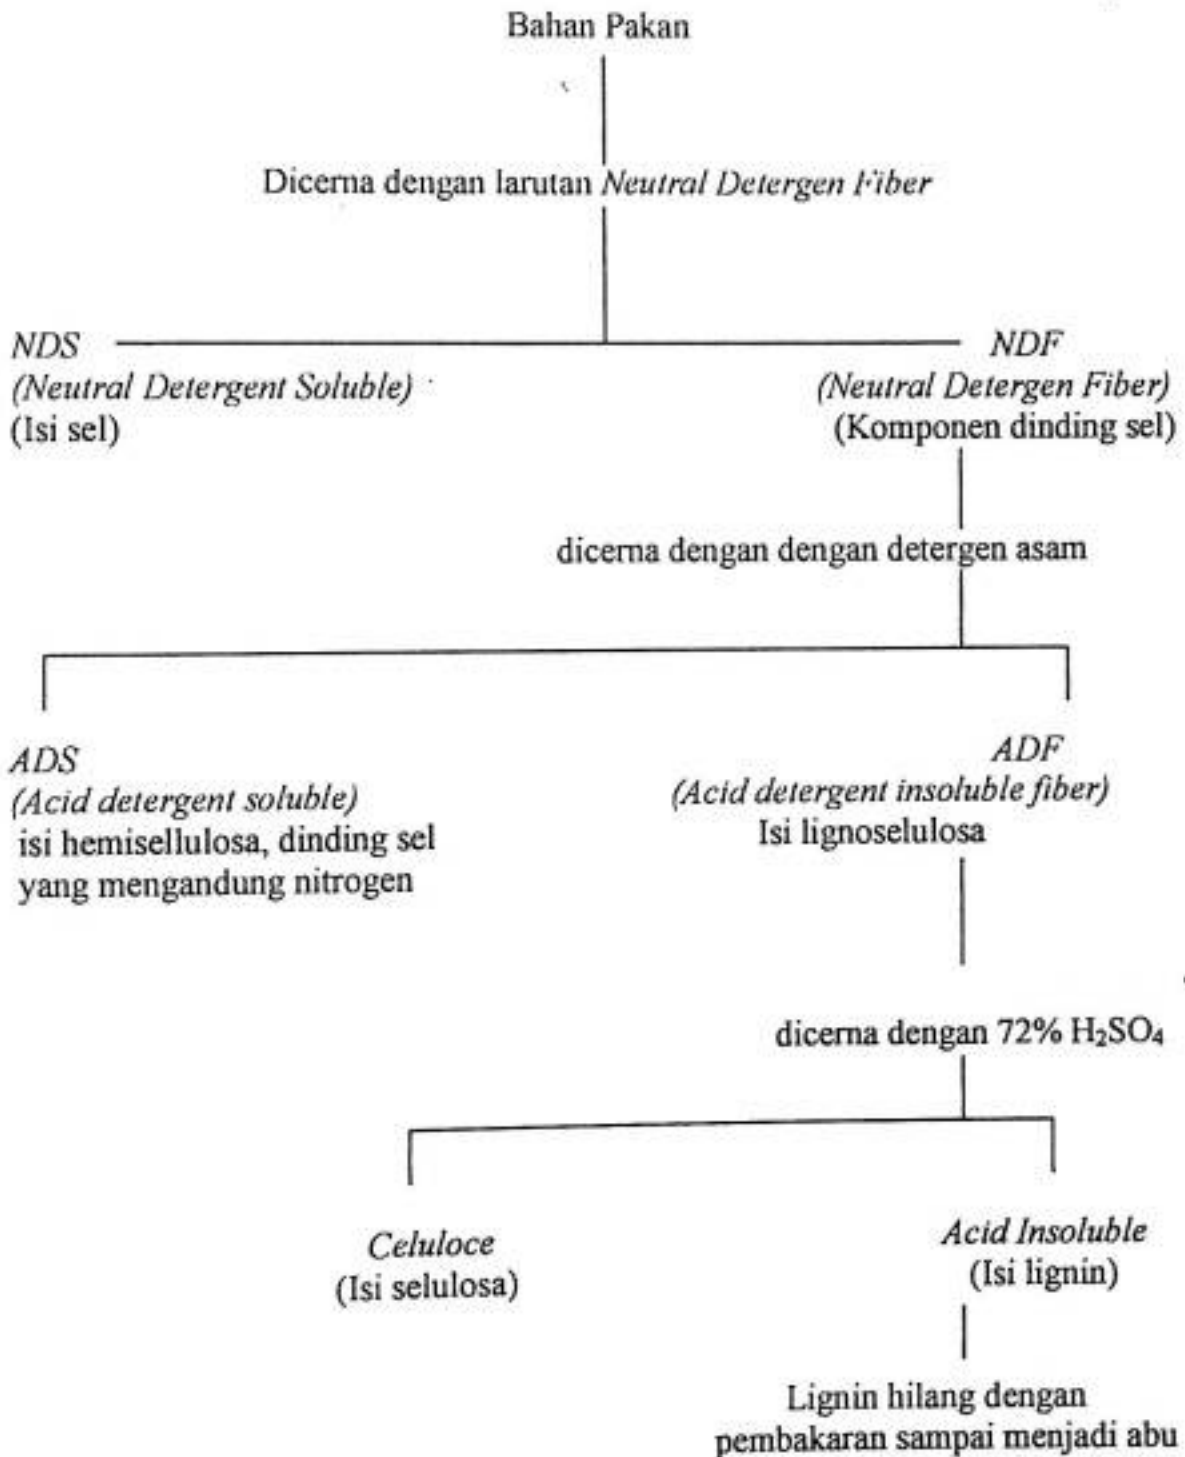 Bahan Pakan
Dicerna dengan larutan Neutral Detergen Fiber
NDS
(Neutral Detergent Soluble)
(Isi sel)
NDF
(Neutral Detergen Fiber)
(Komponen dinding sel)
dicerna dengan dengan detergen asam
ADS
(Acid detergent soluble)
isi hemisellulosa, dinding sel
yang mengandung nitrogen
ADF
(Acid detergent insoluble fiber)
Isi lignoselulosa
dicerna dengan 72% H₂SO₄
Celuloce
(Isi selulosa)
Acid Insoluble
(Isi lignin)
Lignin hilang dengan
pembakaran sampai menjadi abu